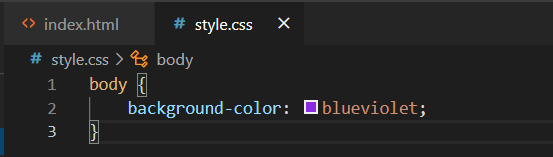 index.html style.css
# style.css > body
1 body {
2 background-color: blueviolet;
3 }